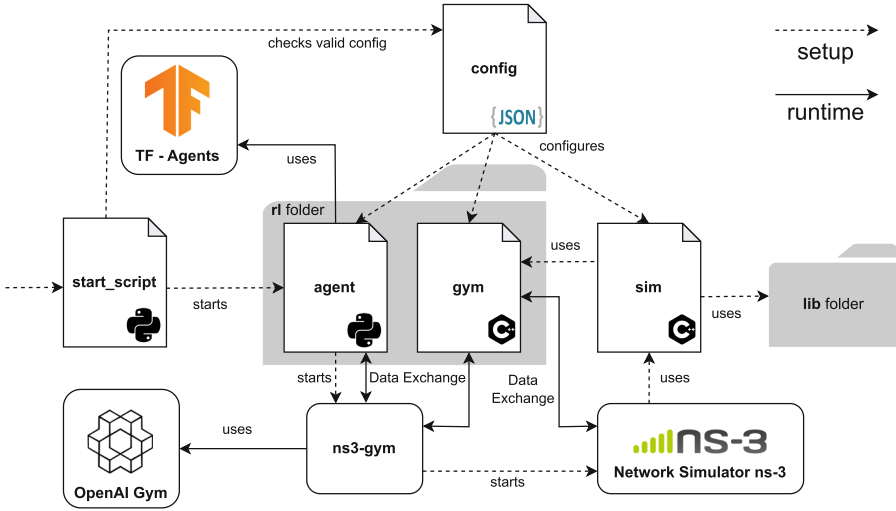 checks valid config
config
{JSON}
setup
runtime
TF - Agents
uses
configures
rl folder
start_script
starts
agent
gym
uses
sim
uses
lib folder
starts
Data Exchange
Data
Exchange
uses
uses
OpenAI Gym
ns3-gym
starts
ns-3
Network Simulator ns-3